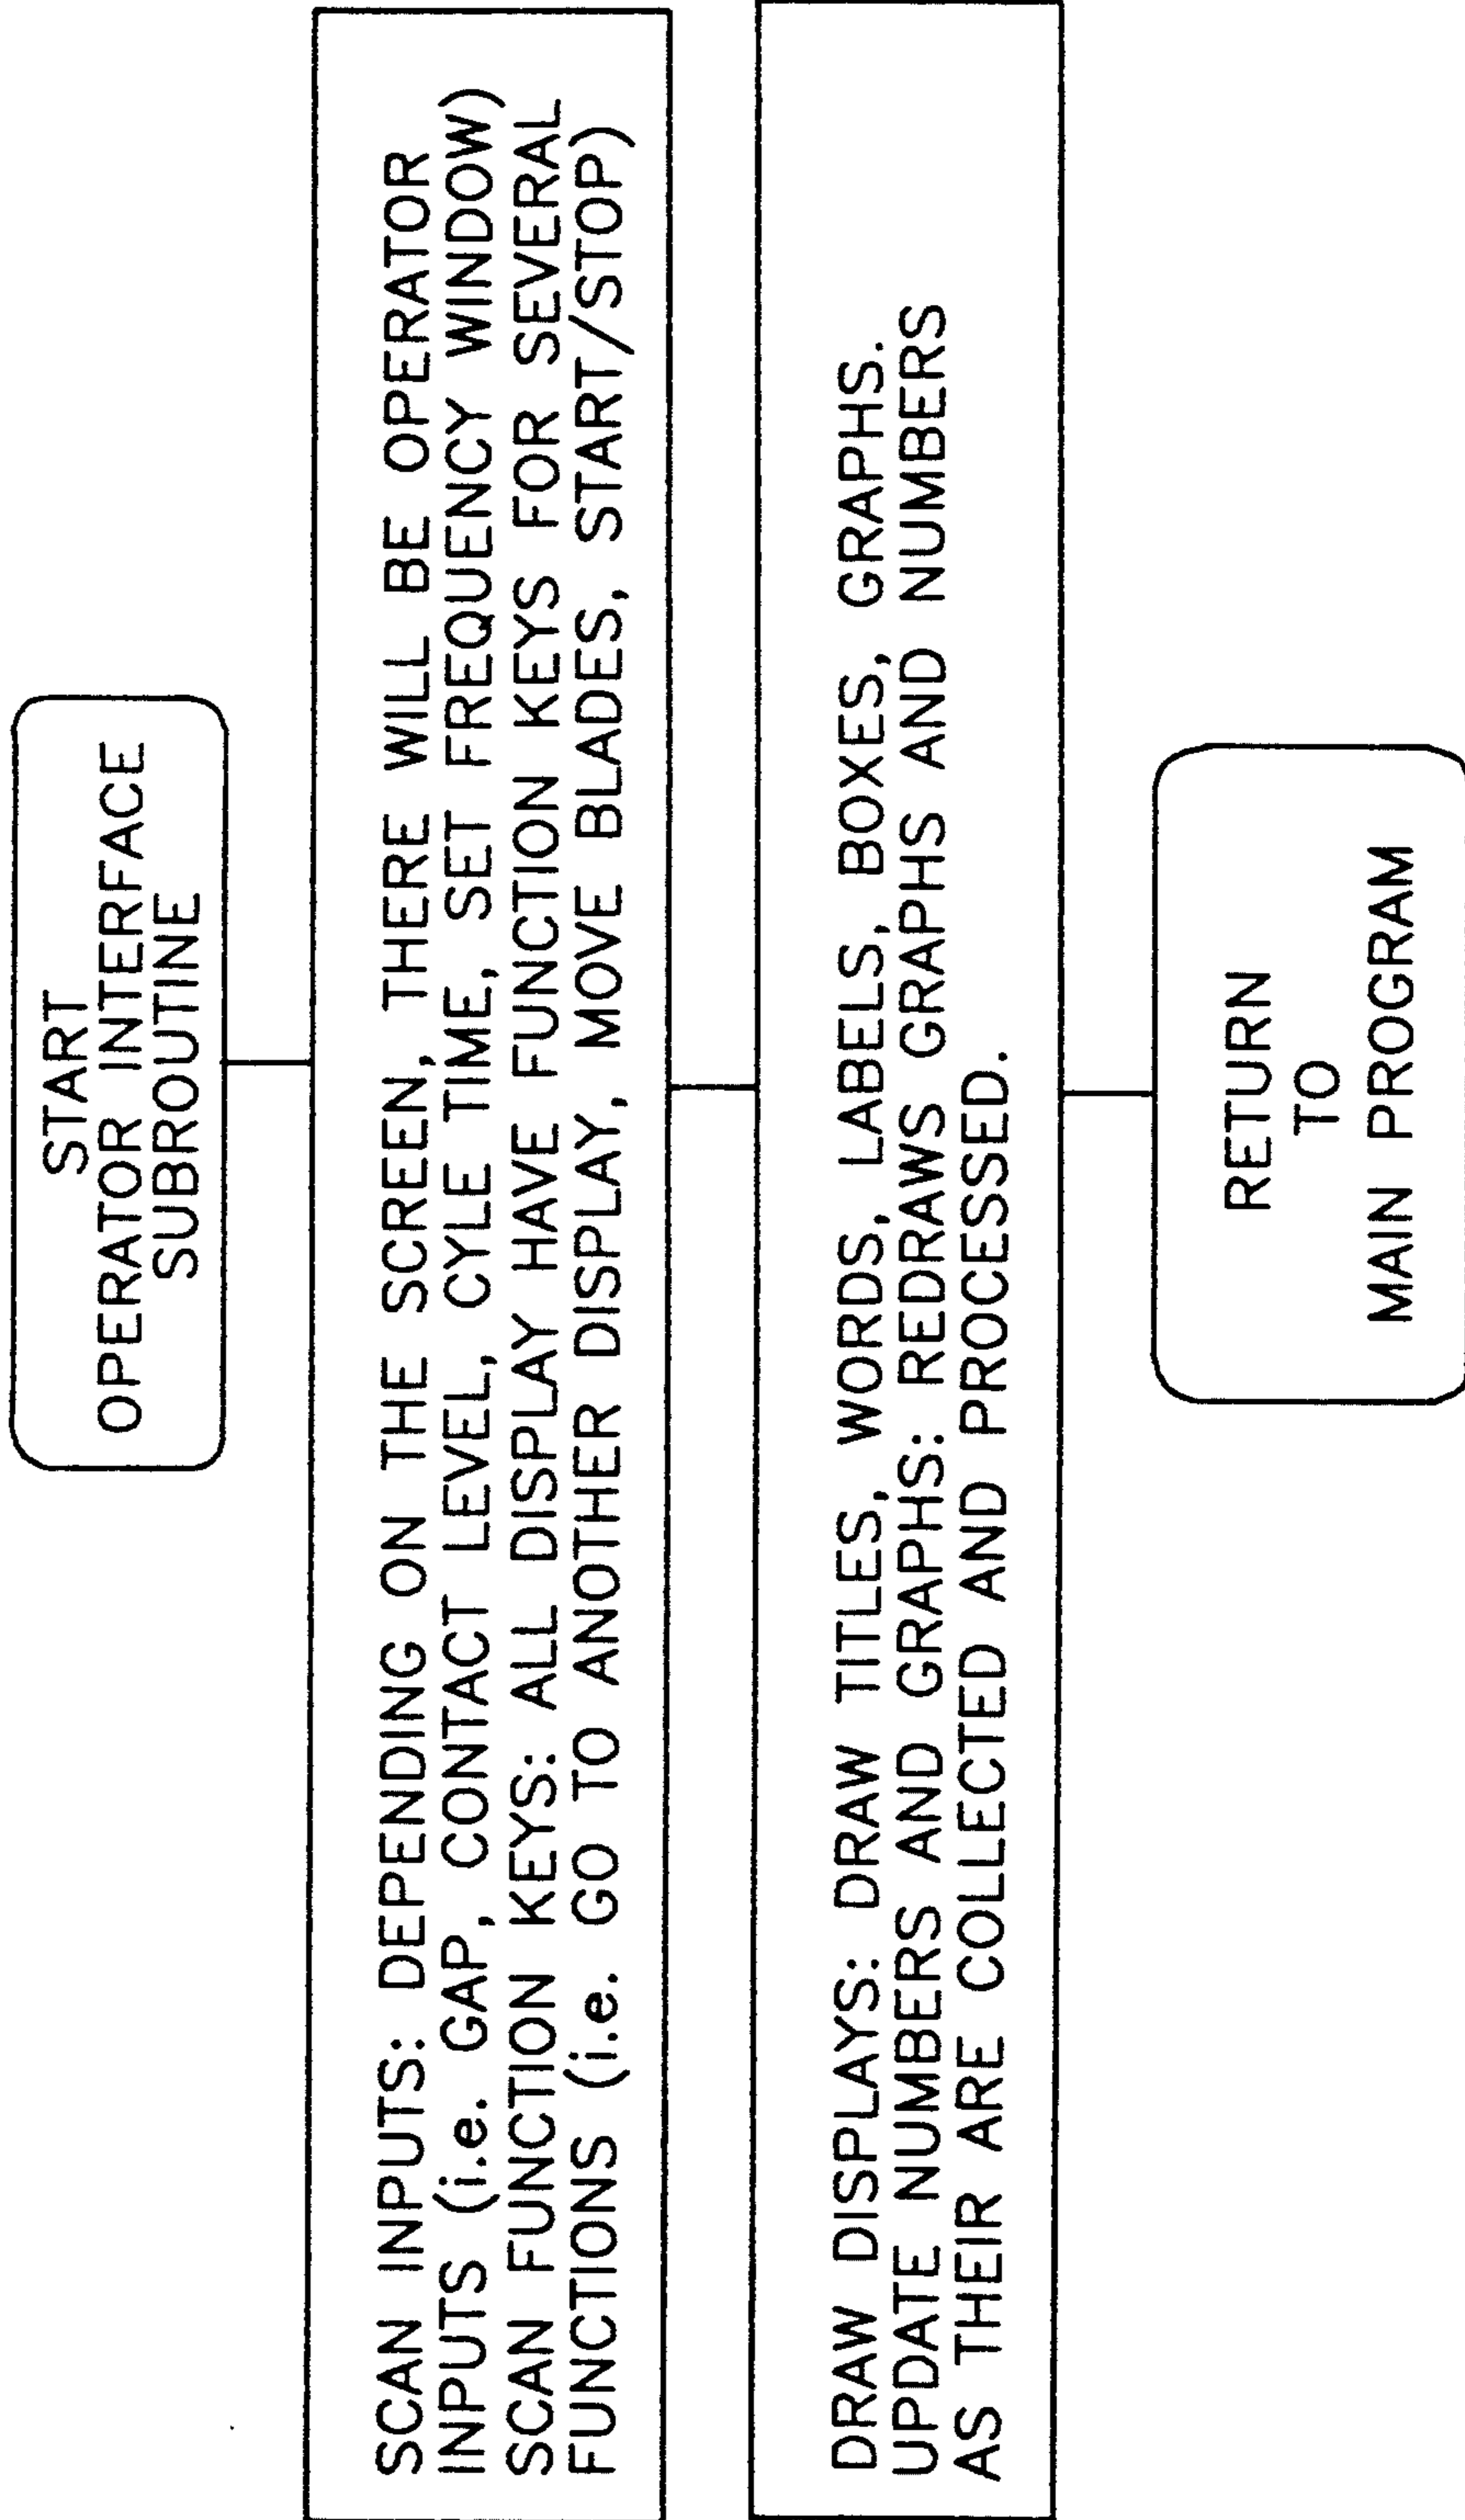 START
OPERATOR INTERFACE
SUBROUTINE
SCAN INPUTS: DEPENDING ON THE SCREEN, THERE WILL BE OPERATOR
INPUTS (i.e. GAP, CONTACT LEVEL, CYLE TIME, SET FREQUENCY WINDOW)
SCAN FUNCTION KEYS: ALL DISPLAY HAVE FUNCTION KEYS FOR SEVERAL
FUNCTIONS (i.e. GO TO ANOTHER DISPLAY, MOVE BLADES, START/STOP)
DRAW DISPLAYS: DRAW TITLES, WORDS, LABELS, BOXES, GRAPHS.
UPDATE NUMBERS AND GRAPHS: REDRAWS GRAPHS AND NUMBERS
AS THEIR ARE COLLECTED AND PROCESSED.
RETURN
TO
MAIN PROGRAM